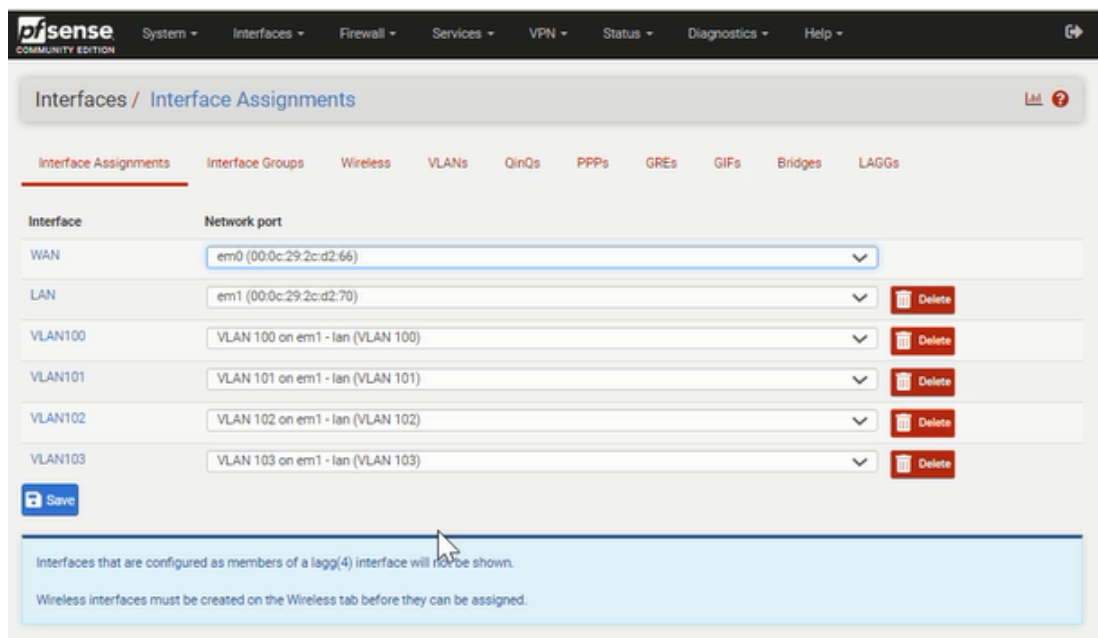 pfsense
COMMUNITY EDITION
System Interfaces Firewall Services VPN Status Diagnostics Help
Interfaces / Interface Assignments
Interface Assignments Interface Groups Wireless VLANs QinQs PPPs GREs GIFs Bridges LAGGs
Interface Network port
WAN em0 (00:0c:29:2c:d2:66)
LAN em1 (00:0c:29:2c:d2:70) Delete
VLAN100 VLAN 100 on em1 - lan (VLAN 100) Delete
VLAN101 VLAN 101 on em1 - lan (VLAN 101) Delete
VLAN102 VLAN 102 on em1 - lan (VLAN 102) Delete
VLAN103 VLAN 103 on em1 - lan (VLAN 103) Delete
Save
Interfaces that are configured as members of a lagg(4) interface will not be shown.
Wireless interfaces must be created on the Wireless tab before they can be assigned.